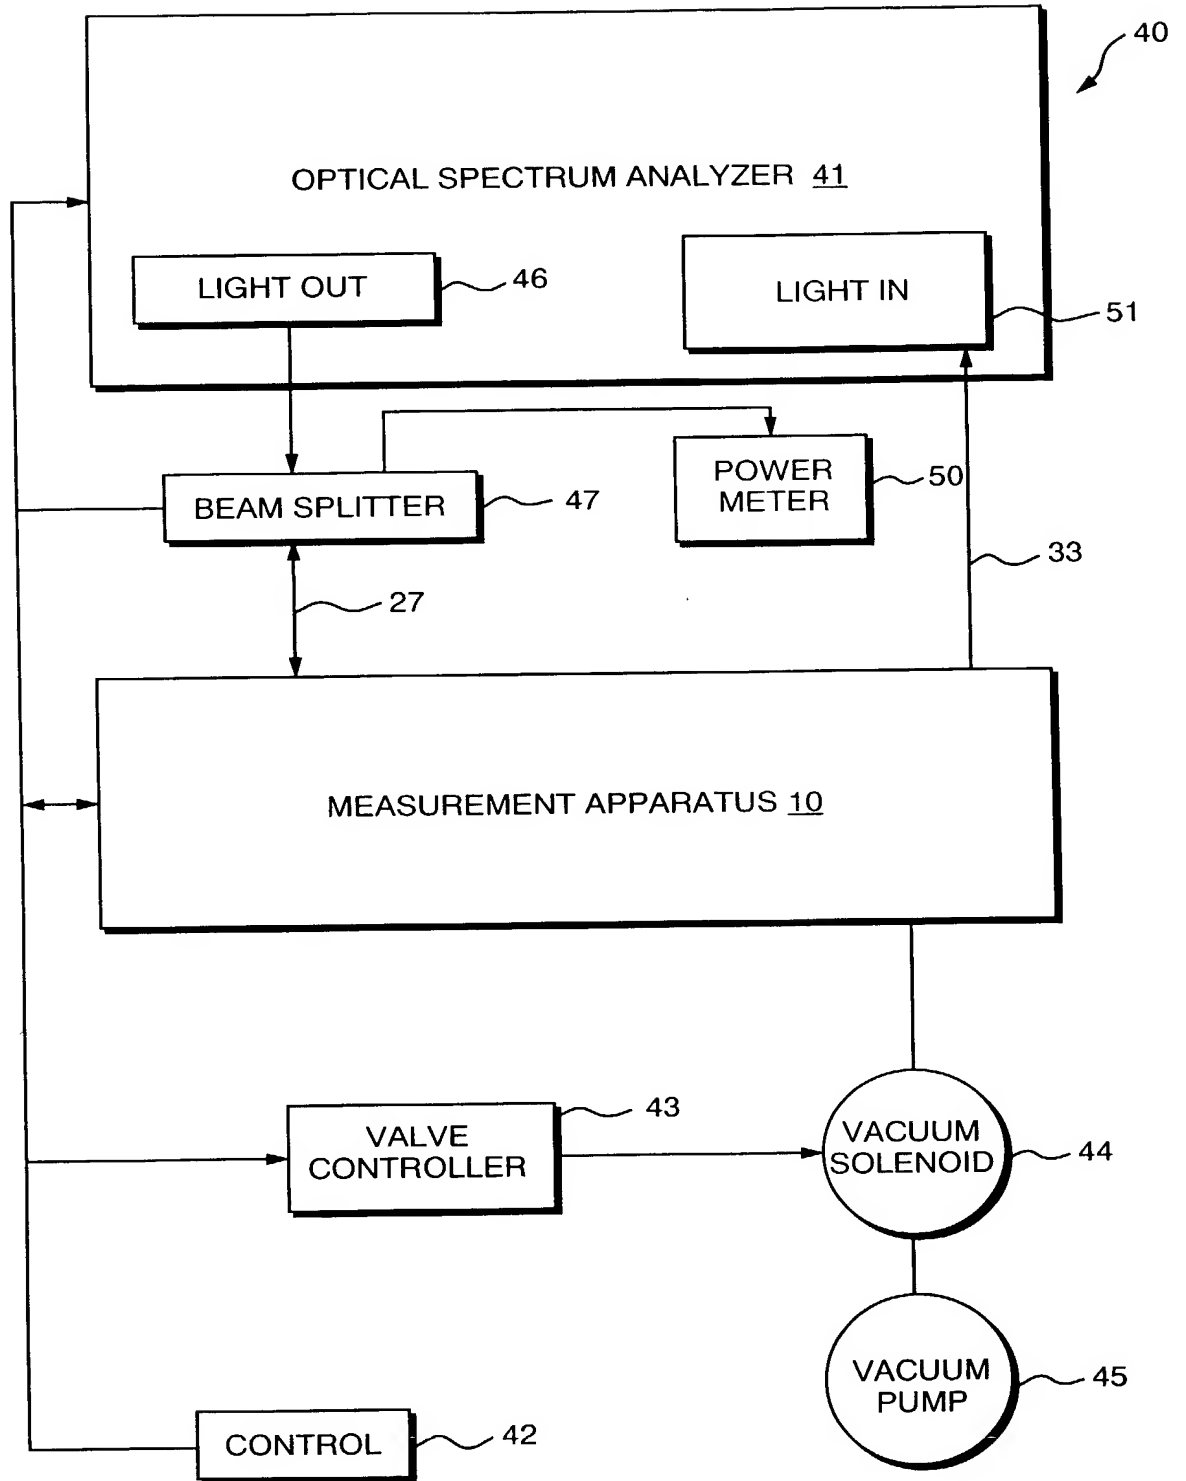 40
OPTICAL SPECTRUM ANALYZER 41
LIGHT OUT
46
LIGHT IN
51
BEAM SPLITTER
47
POWER
METER
50
33
27
MEASUREMENT APPARATUS 10
VALVE
CONTROLLER
43
VACUUM
SOLENOID
44
VACUUM
PUMP
45
CONTROL
42